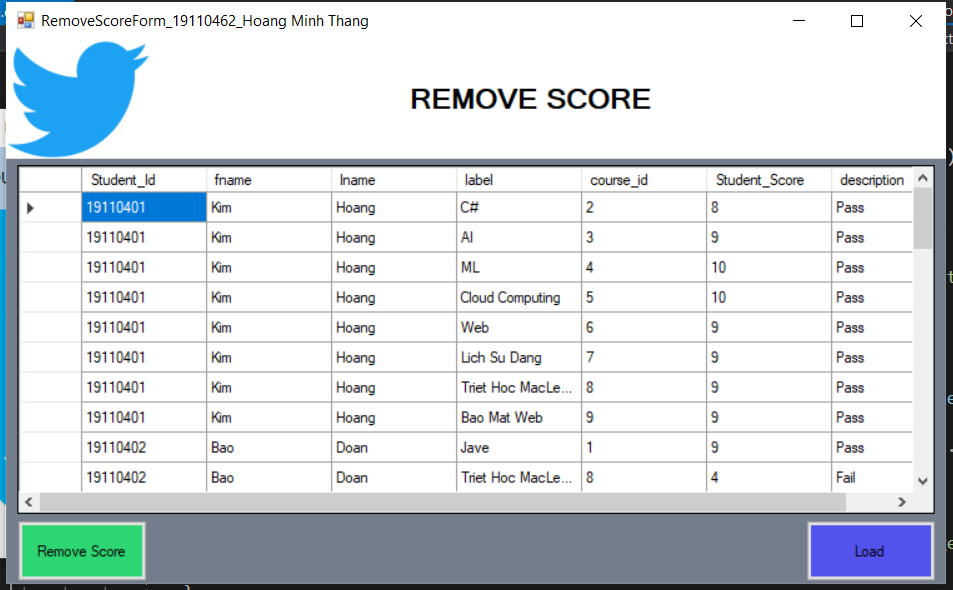 RemoveScoreForm_19110462_Hoang Minh Thang
REMOVE SCORE
Student_Id fname lname label course_id Student_Score description
19110401 Kim Hoang C# 2 8 Pass
19110401 Kim Hoang AI 3 9 Pass
19110401 Kim Hoang ML 4 10 Pass
19110401 Kim Hoang Cloud Computing 5 10 Pass
19110401 Kim Hoang Web 6 9 Pass
19110401 Kim Hoang Lich Su Dang 7 9 Pass
19110401 Kim Hoang Triet Hoc MacLe... 8 9 Pass
19110401 Kim Hoang Bao Mat Web 9 9 Pass
19110402 Bao Doan Jave 1 9 Pass
19110402 Bao Doan Triet Hoc MacLe... 8 4 Fail
Remove Score Load